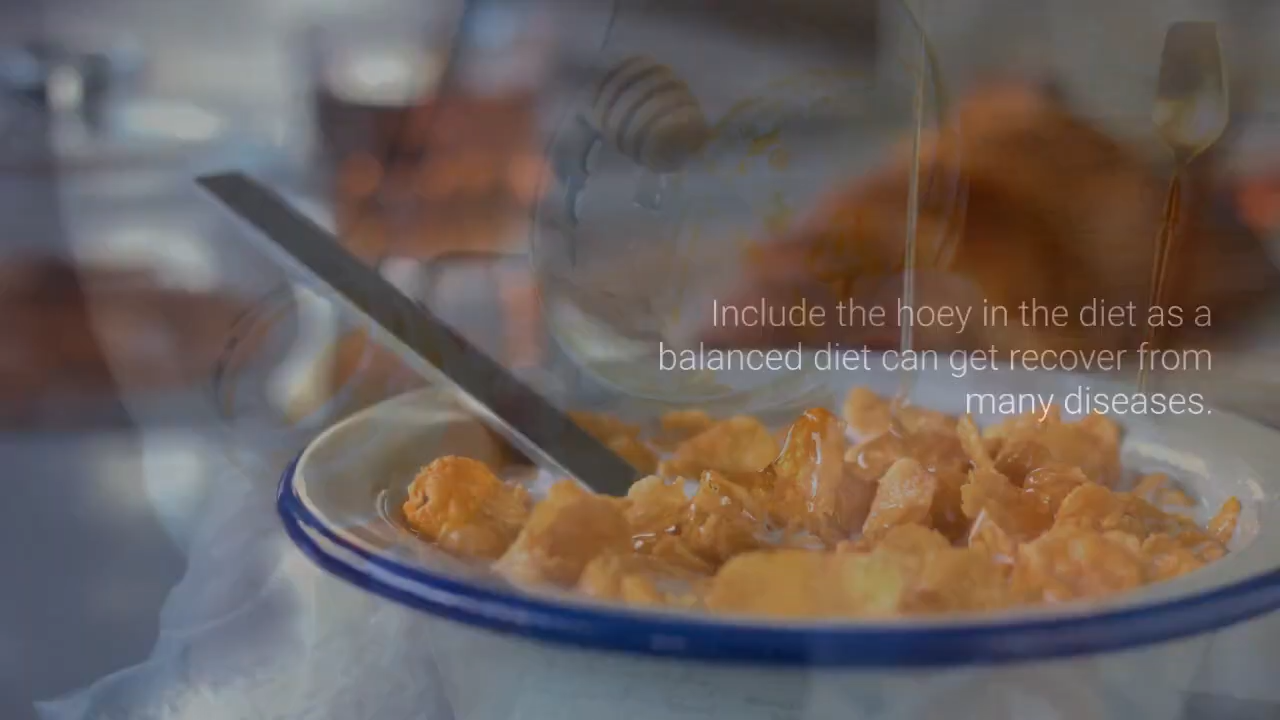 Include the hoey in the diet as a
balanced diet can get recover from
many diseases.